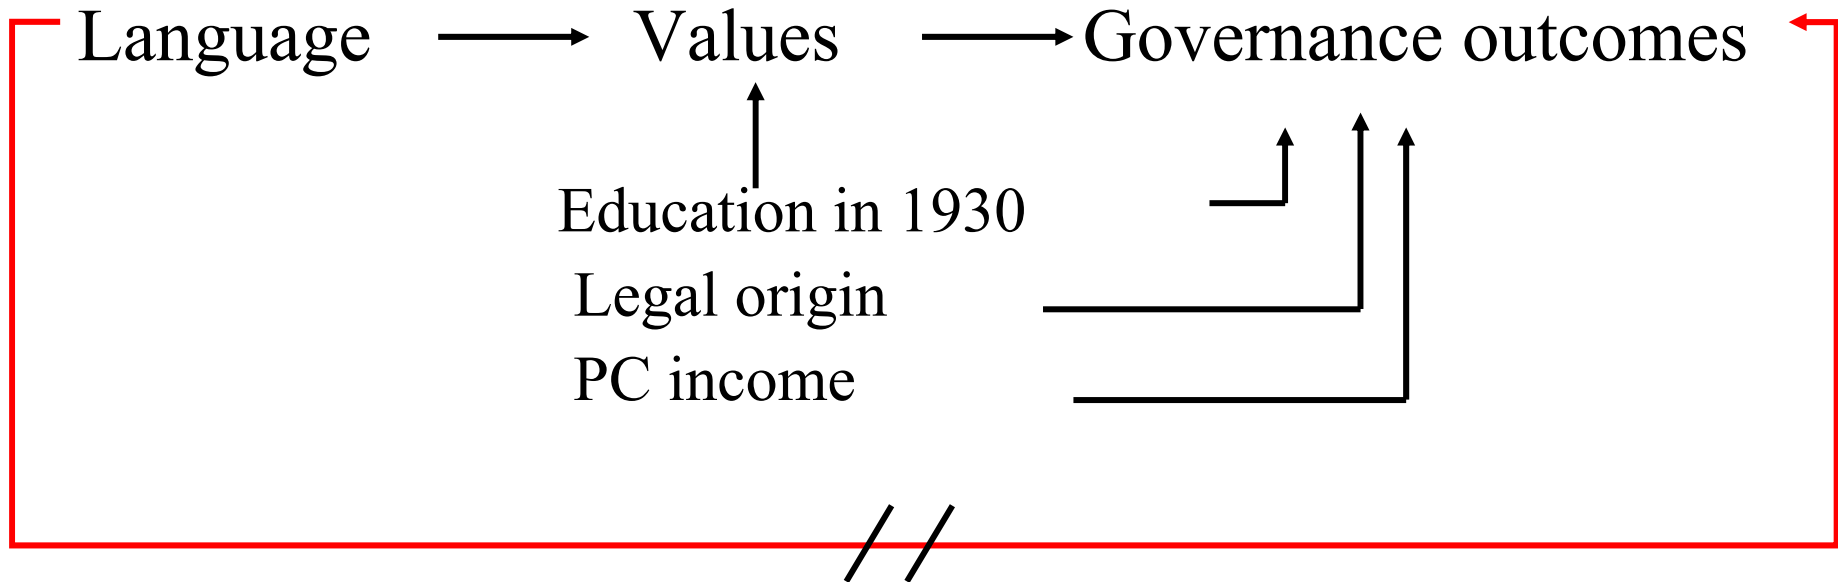 Language Values Governance outcomes
Education in 1930
Legal origin
PC income